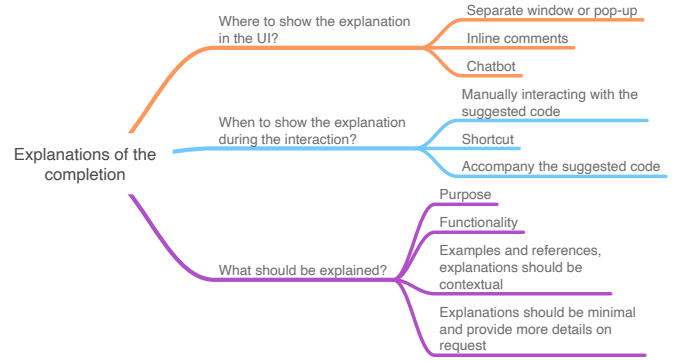 Explanations of the
completion
Where to show the explanation
in the UI?
Separate window or pop-up
Inline comments
Chatbot
When to show the explanation
during the interaction?
Manually interacting with the
suggested code
Shortcut
Accompany the suggested code
What should be explained?
Purpose
Functionality
Examples and references,
explanations should be
contextual
Explanations should be minimal
and provide more details on
request